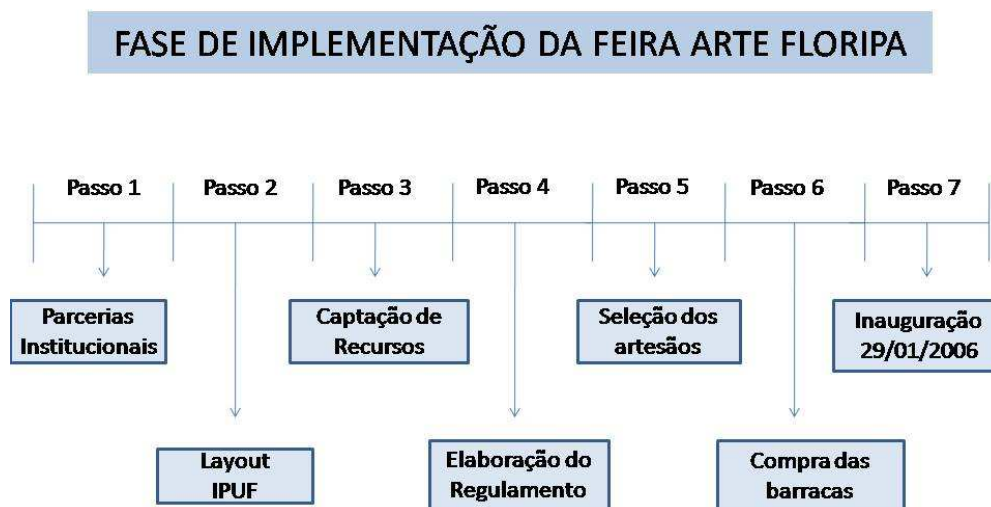 FASE DE IMPLEMENTAÇÃO DA FEIRA ARTE FLORIPA
Passo 1
Passo 2
Passo 3
Passo 4
Passo 5
Passo 6
Passo 7
Parcerias
Institucionais
Captação de
Recursos
Seleção dos
artesãos
Inauguração
29/01/2006
Layout
IPUF
Elaboração do
Regulamento
Compra das
barracas